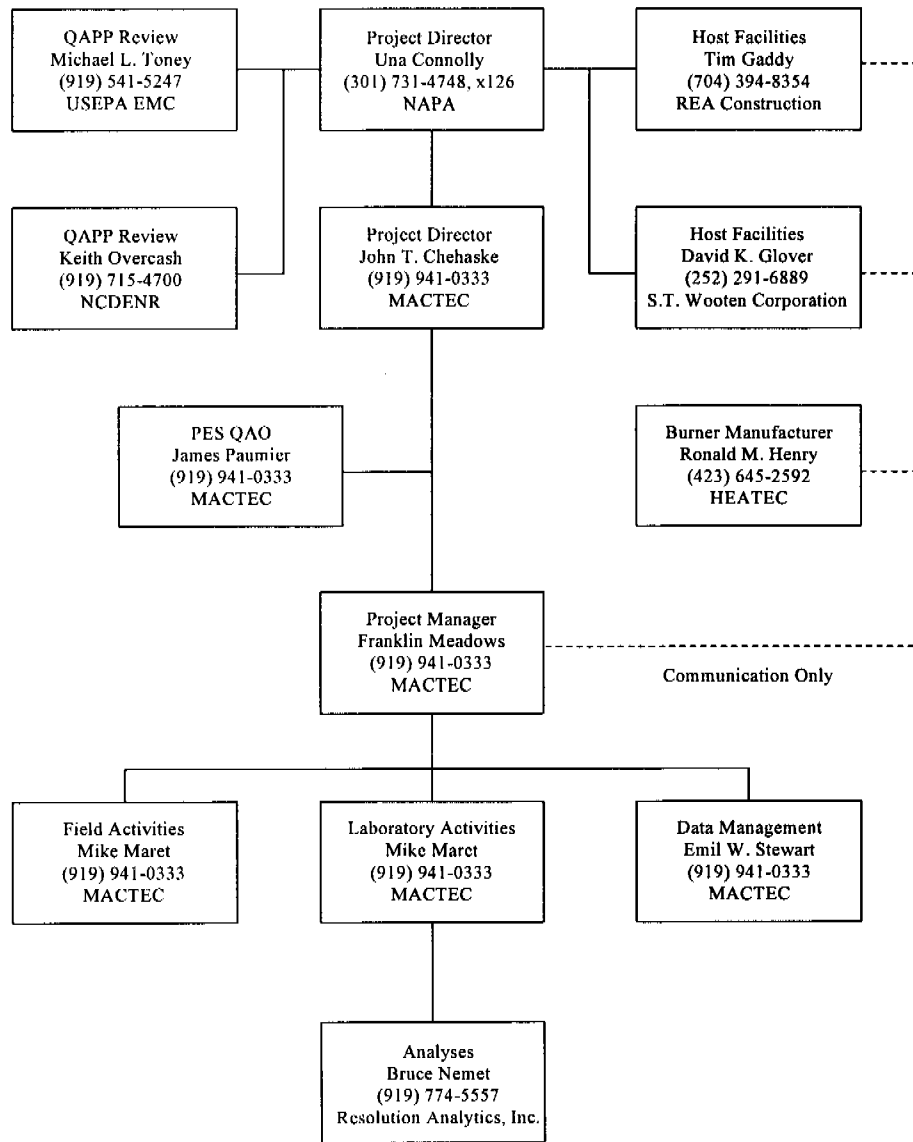 QAPP Review
Michael L. Toney
(919) 541-5247
USEPA EMC
Project Director
Una Connolly
(301) 731-4748, x126
NAPA
Host Facilities
Tim Gaddy
(704) 394-8354
REA Construction
QAPP Review
Keith Overcash
(919) 715-4700
NCDENR
Project Director
John T. Chehaske
(919) 941-0333
MACTEC
Host Facilities
David K. Glover
(252) 291-6889
S.T. Wooten Corporation
PES QAO
James Paumier
(919) 941-0333
MACTEC
Burner Manufacturer
Ronald M. Henry
(423) 645-2592
HEATEC
Project Manager
Franklin Meadows
(919) 941-0333
MACTEC
Communication Only
Field Activities
Mike Maret
(919) 941-0333
MACTEC
Laboratory Activities
Mike Maret
(919) 941-0333
MACTEC
Data Management
Emil W. Stewart
(919) 941-0333
MACTEC
Analyses
Bruce Nemet
(919) 774-5557
Resolution Analytics, Inc.